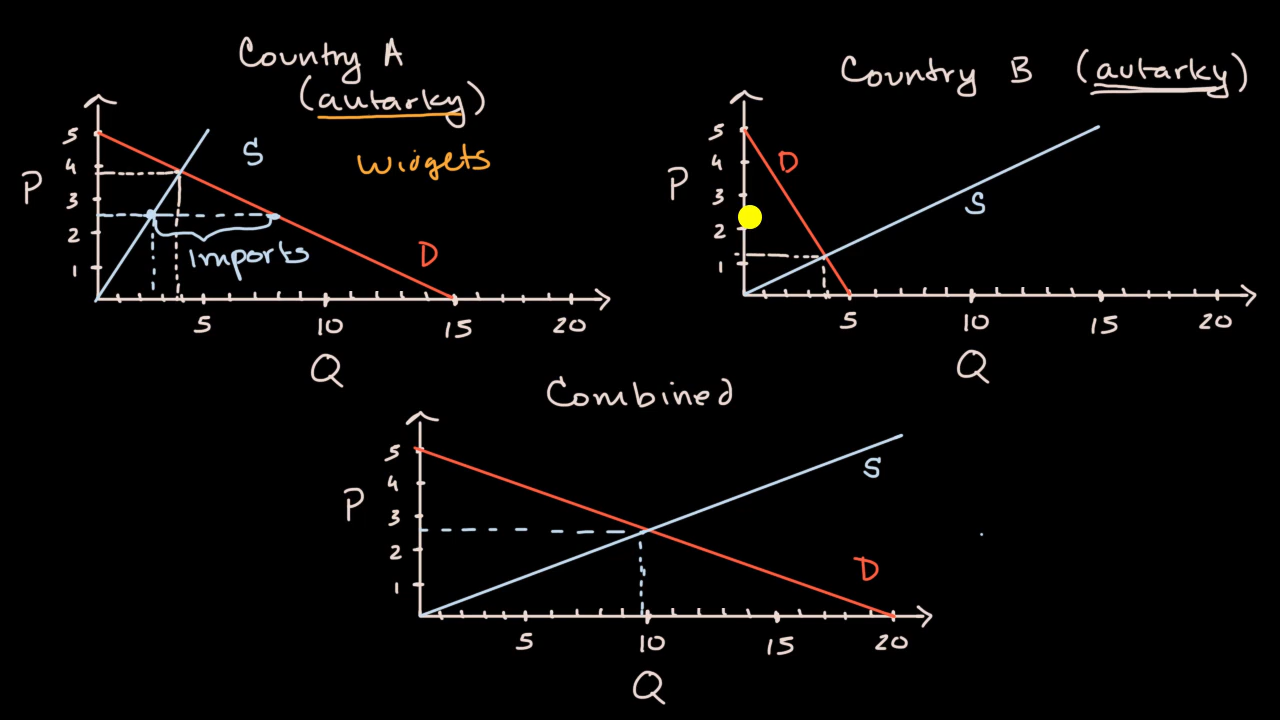 Country A
(autarky)
Widgets
5
4
3
2
1
P
S
D
Imports
5 10 15 20
Q
Country B (autarky)
5
4
3
2
1
P
D
S
5 10 15 20
Q
Combined
5
4
3
2
1
P
S
D
5 10 15 20
Q